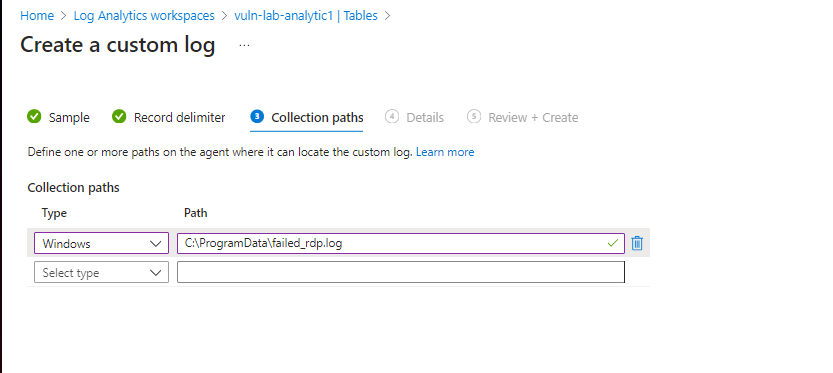 Home > Log Analytics workspaces > vuln-lab-analytic1 | Tables >
Create a custom log ...
Sample
Record delimiter
3 Collection paths
4 Details
5 Review + Create
Define one or more paths on the agent where it can locate the custom log. Learn more
Collection paths
Type Path
Windows C:\ProgramData\failed_rdp.log
Select type